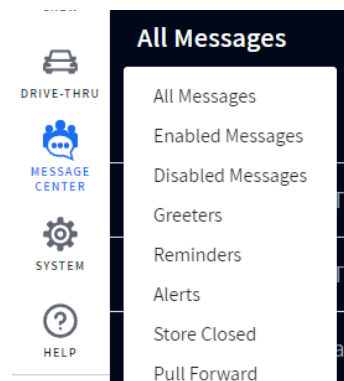 All Messages
DRIVE-THRU
MESSAGE
CENTER
SYSTEM
?
HELP
All Messages
Enabled Messages
Disabled Messages
Greeters
Reminders
Alerts
Store Closed
Pull Forward